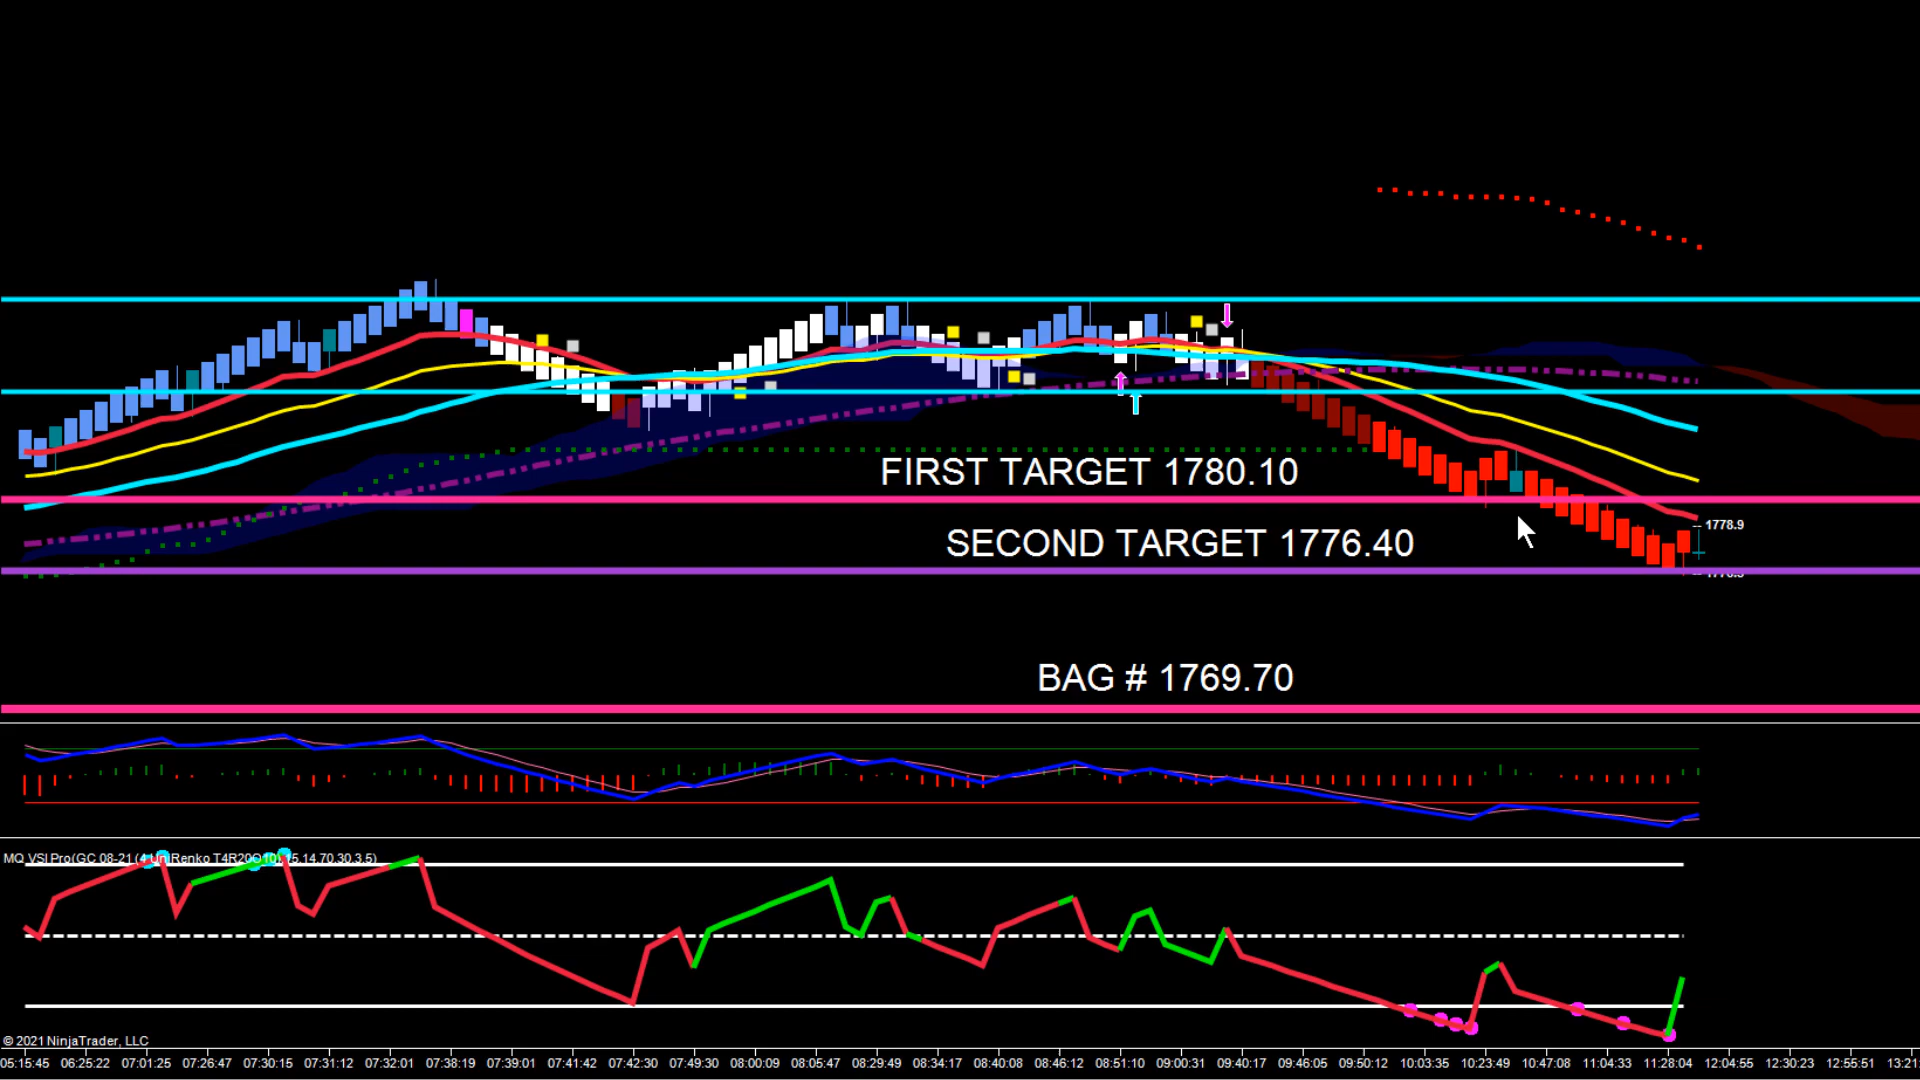 FIRST TARGET 1780.10
1778.9
SECOND TARGET 1776.40
BAG # 1769.70
© 2021 NinjaTrader, LLC
05:15:45 06:25:22 07:01:25 07:26:47 07:30:15 07:31:12 07:32:01 07:38:19 07:39:01 07:41:42 07:42:30 07:49:30 08:00:09 08:05:47 08:29:49 08:34:17 08:40:08 08:46:12 08:51:10 09:00:31 09:40:17 09:46:05 09:50:12 10:03:35 10:23:49 10:47:08 11:04:33 11:28:04 12:04:55 12:30:23 12:55:51 13:21